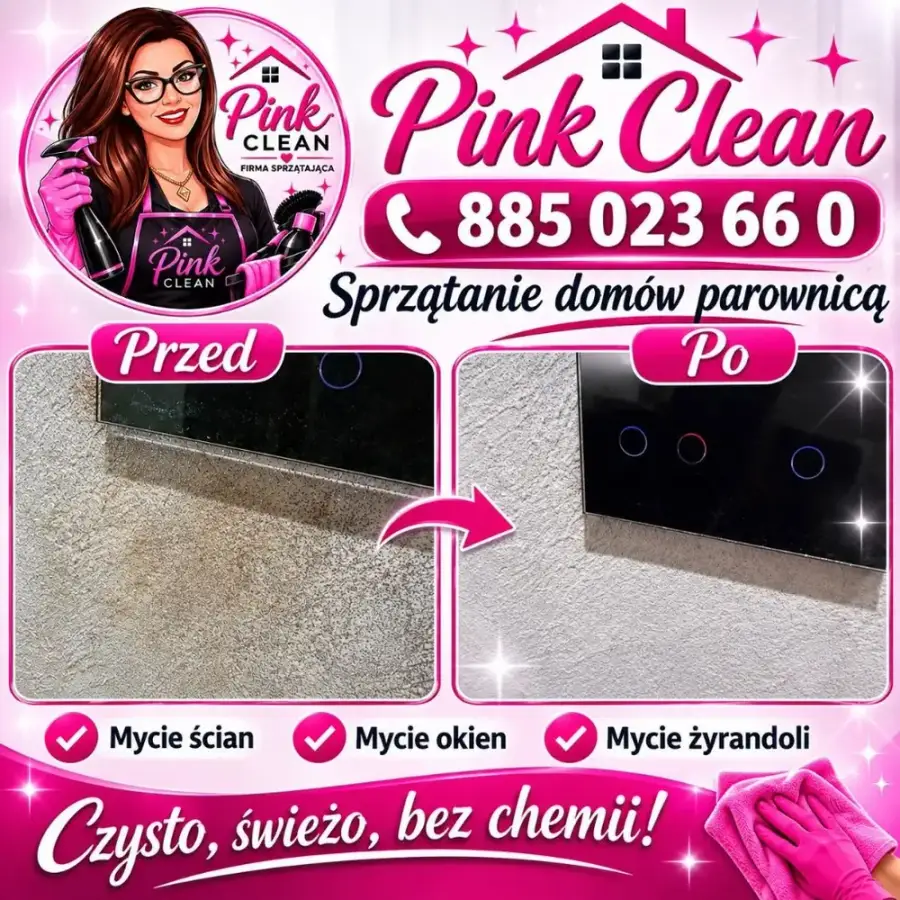 Pink
CLEAN
FIRMA SPRZĄTAJĄCA
Pink
CLEAN
Pink Clean
885 023 66 0
Sprzątanie domów parownicą
Przed
Po
Mycie ścian
Mycie okien
Mycie żyrandoli
Czysto, świeżo, bez chemii!